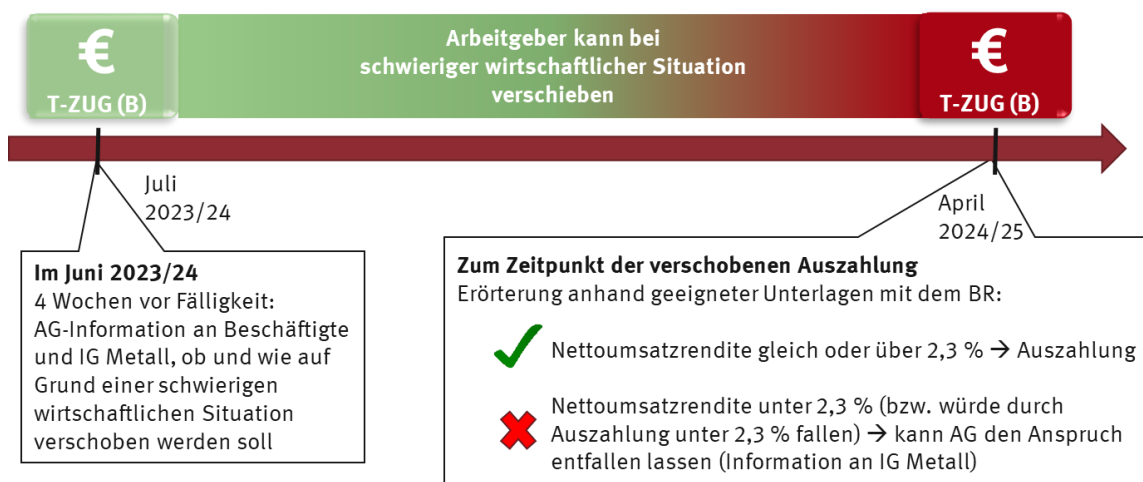 €
T-ZUG (B)
Arbeitgeber kann bei
schwieriger wirtschaftlicher Situation
verschieben
€
T-ZUG (B)
Juli
2023/24
April
2024/25
Im Juni 2023/24
4 Wochen vor Fälligkeit:
AG-Information an Beschäftigte
und IG Metall, ob und wie auf
Grund einer schwierigen
wirtschaftlichen Situation
verschoben werden soll
Zum Zeitpunkt der verschobenen Auszahlung
Erörterung anhand geeigneter Unterlagen mit dem BR:
Nettoumsatzrendite gleich oder über 2,3 % → Auszahlung
Nettoumsatzrendite unter 2,3 % (bzw. würde durch
Auszahlung unter 2,3 % fallen) → kann AG den Anspruch
entfallen lassen (Information an IG Metall)